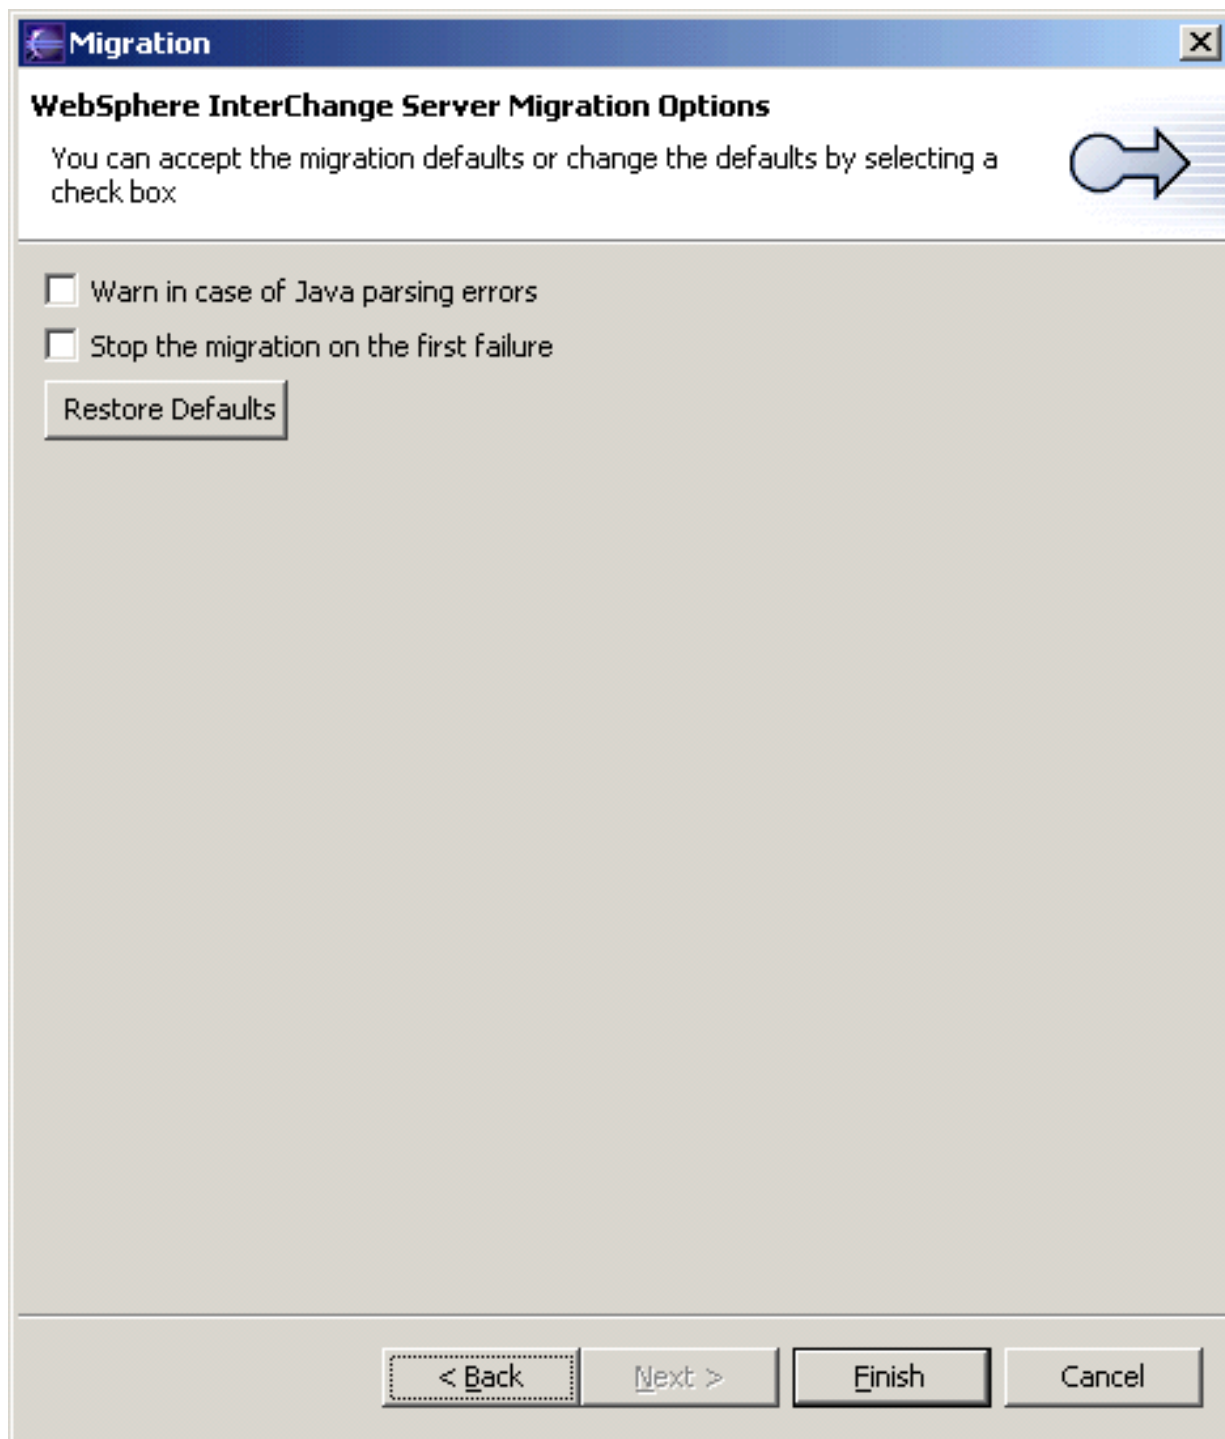 Migration
WebSphere InterChange Server Migration Options
You can accept the migration defaults or change the defaults by selecting a
check box
Warn in case of Java parsing errors
Stop the migration on the first failure
Restore Defaults
< Back Next > Finish Cancel